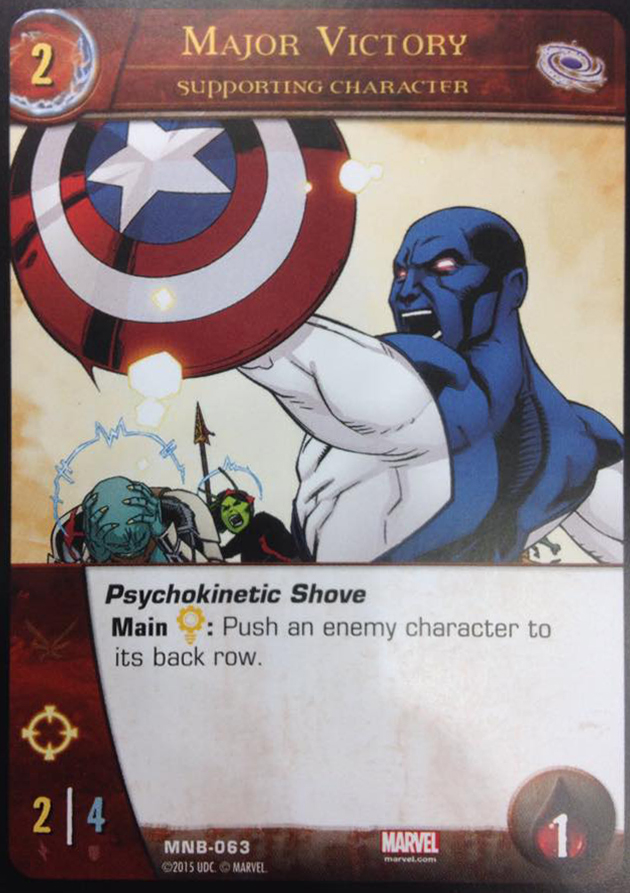 2
Major Victory
Supporting Character
Psychokinetic Shove
Main : Push an enemy character to
its back row.
2 | 4
1
MNB-063
MARVEL
marvel.com
©2015 UDC. © MARVEL.